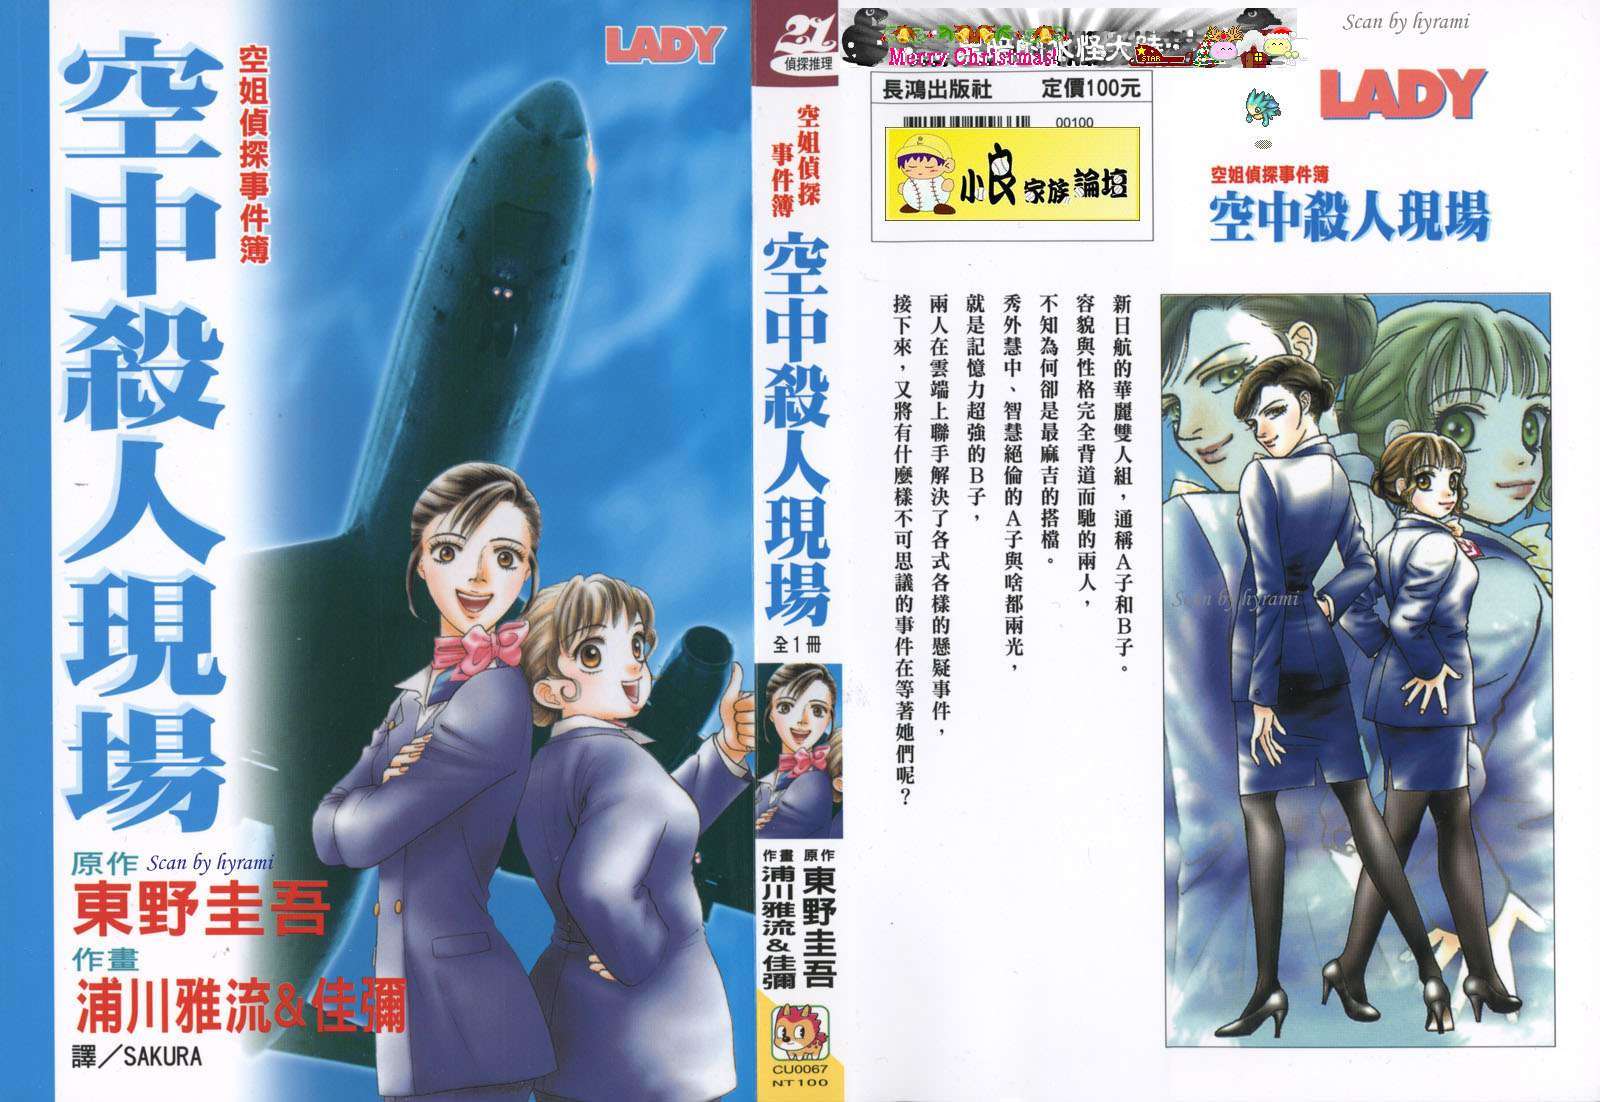 LADY
空姐偵探事件簿
空中殺人現場
原作
Scan by hyrami
東野圭吾
作畫
浦川雅流&佳彌
譯／SAKURA
21
偵探推理
空姐偵探
事件簿
空中殺人現場
全1冊
原作 東野圭吾
作畫 浦川雅流&佳彌
CU0067
NT100
Merry Christmas!
STAR
長鴻出版社 定價100元
00100
小良家族論壇
Scan by hyrami
LADY
空姐偵探事件簿
空中殺人現場
新日航的華麗雙人組，通稱A子和B子。
容貌與性格完全背道而馳的兩人，
不知為何卻是最麻吉的搭檔。
秀外慧中、智慧絕倫的A子與啥都兩光，
就是記憶力超強的B子，
兩人在雲端上聯手解決了各式各樣的懸疑事件，
接下來，又將有什麼樣不可思議的事件在等著她們呢？
Scan by hyrami